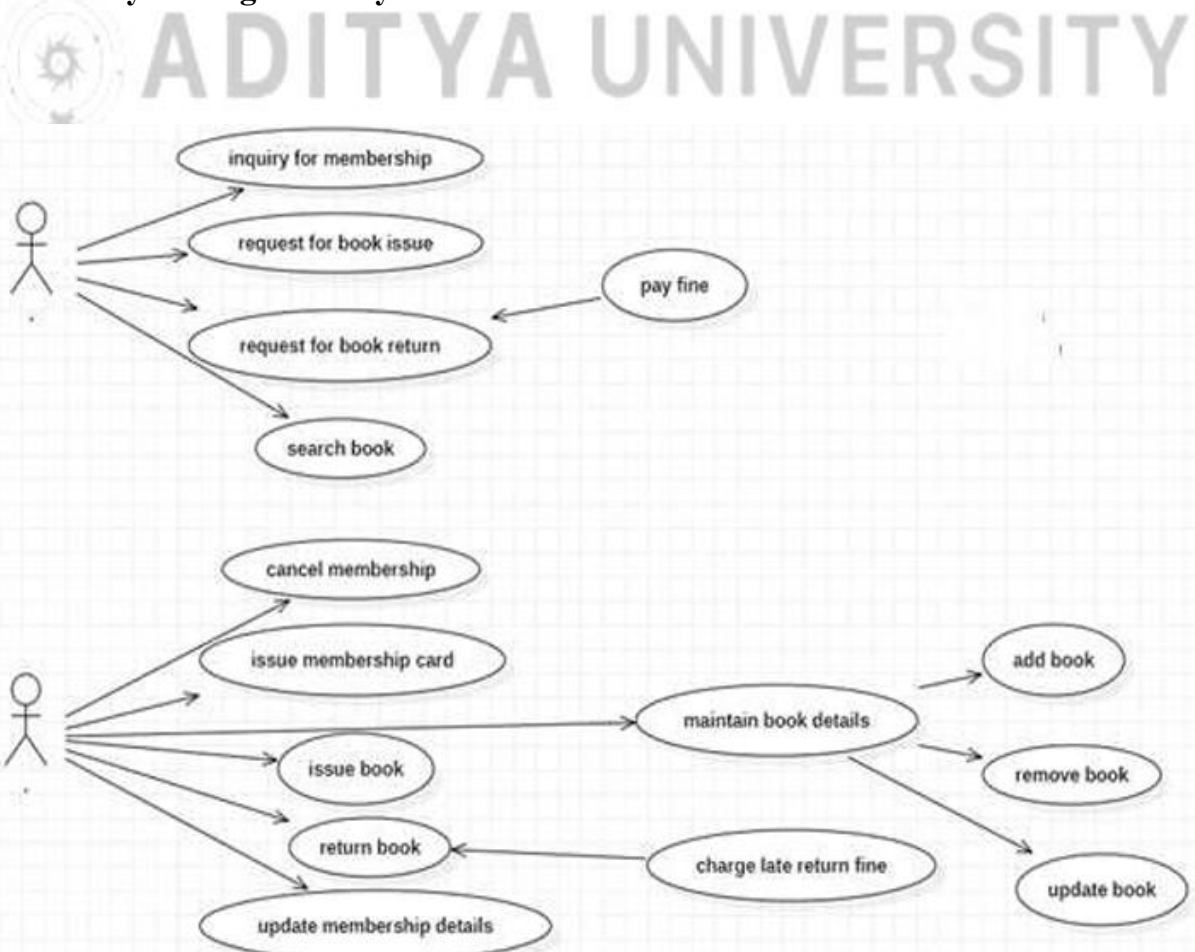 ADITYA UNIVERSITY
inquiry for membership
request for book issue
pay fine
request for book return
search book
cancel membership
issue membership card
add book
maintain book details
issue book
remove book
return book
charge late return fine
update book
update membership details